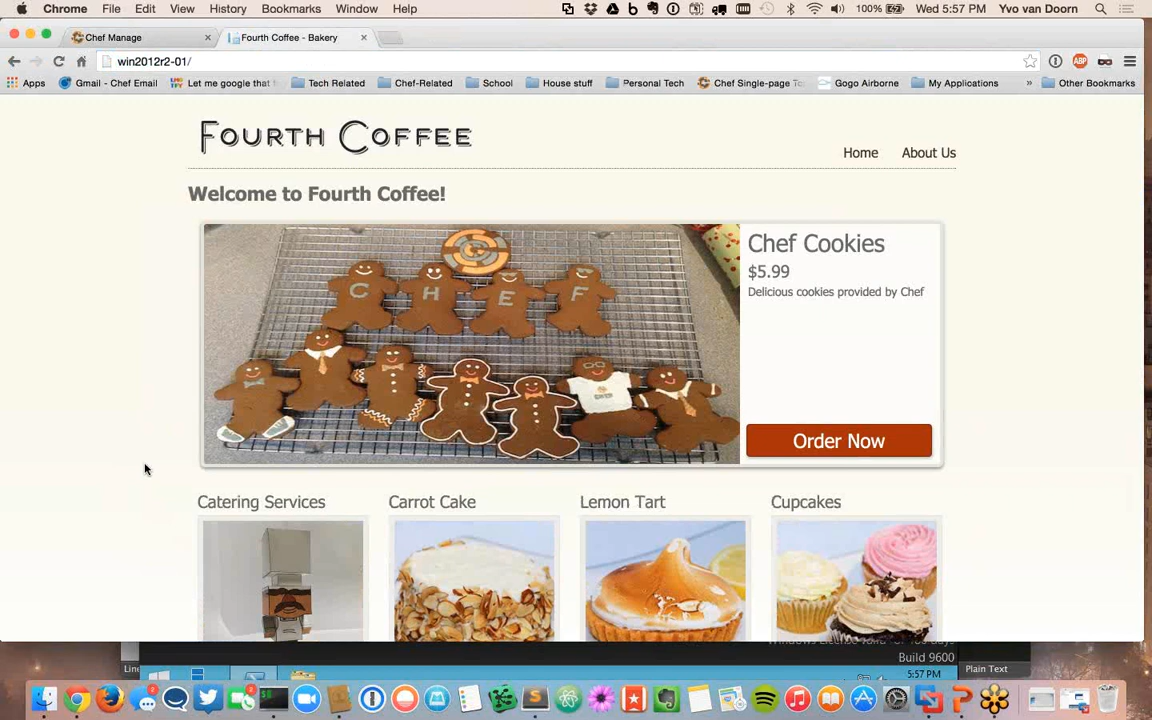 Chrome File Edit View History Bookmarks Window Help 100% Wed 5:57 PM Yvo van Doorn
Chef Manage Fourth Coffee - Bakery
win2012r2-01/
Apps Gmail - Chef Email Let me google that Tech Related Chef-Related School House stuff Personal Tech Chef Single-page To Gogo Airborne My Applications » Other Bookmarks
FOURTH COFFEE
Home About Us
Welcome to Fourth Coffee!
C H E F
Chef Cookies
$5.99
Delicious cookies provided by Chef
Order Now
Catering Services Carrot Cake Lemon Tart Cupcakes
Build 9600
Line Plain Text
5:57 PM